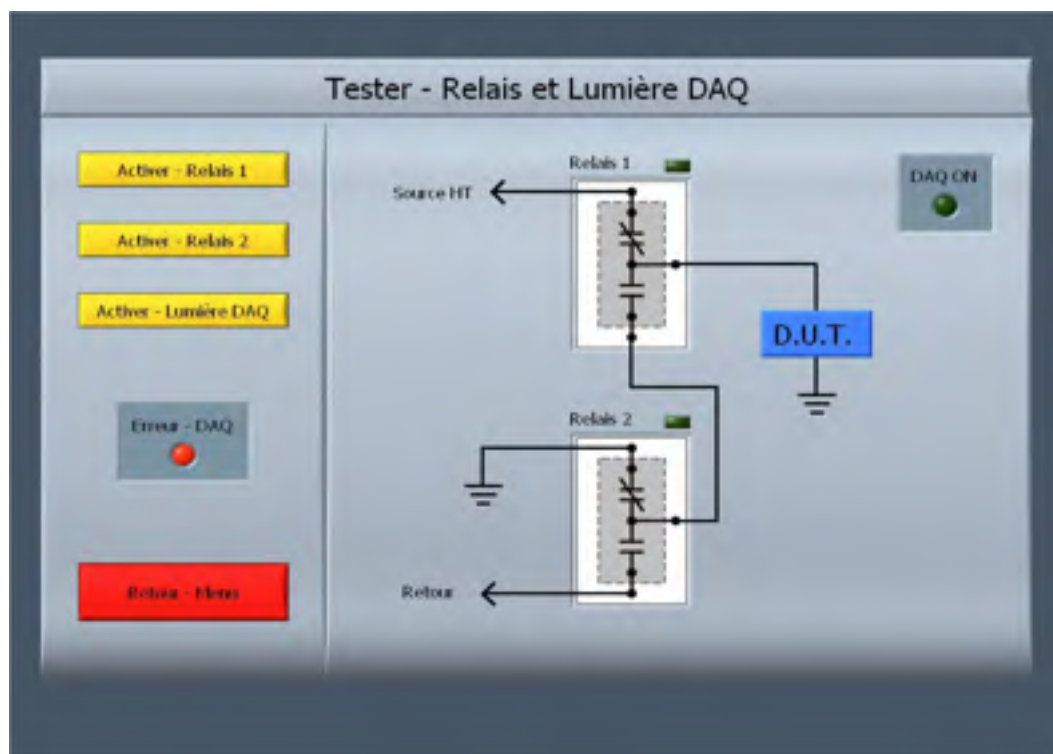 Tester - Relais et Lumière DAQ
Activer - Relais 1
Activer - Relais 2
Activer - Lumière DAQ
Erreur - DAQ
Retour - Menu
Relais 1
Source HT
DAQ ON
D.U.T.
Relais 2
Retour